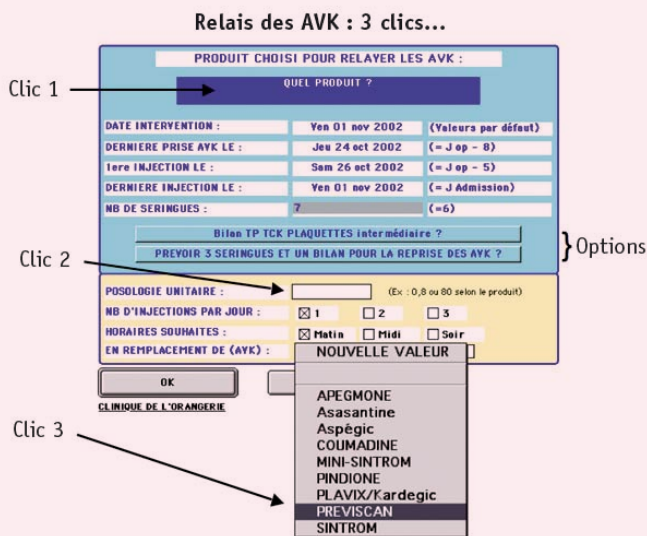 Relais des AVK : 3 clics...
PRODUIT CHOISI POUR RELAYER LES AVK :
Clic 1
QUEL PRODUIT ?
DATE INTERVENTION : Ven 01 nov 2002 (Valeurs par défaut)
DERNIERE PRISE AVK LE : Jeu 24 oct 2002 (= J op - 8)
1ere INJECTION LE : Sam 26 oct 2002 (= J op - 5)
DERNIERE INJECTION LE : Ven 01 nov 2002 (= J Admission)
NB DE SERINGUES : 7 (=6)
Bilan TP TCK PLAQUETTES intermédiaire ?
PREVOIR 3 SERINGUES ET UN BILAN POUR LA REPRISE DES AVK ?
} Options
Clic 2
POSOLOGIE UNITAIRE : (Ex : 0,8 ou 80 selon le produit)
NB D'INJECTIONS PAR JOUR : 1 2 3
HORAIRES SOUHAITES : Matin Midi Soir
EN REMPLACEMENT DE (AVK) :
NOUVELLE VALEUR
OK
CLINIQUE DE L'ORANGERIE
APEGMONE
Asasantine
Aspégic
COUMADINE
MINI-SINTROM
PINDIONE
PLAVIX/Kardegic
Clic 3
PREVISCAN
SINTROM